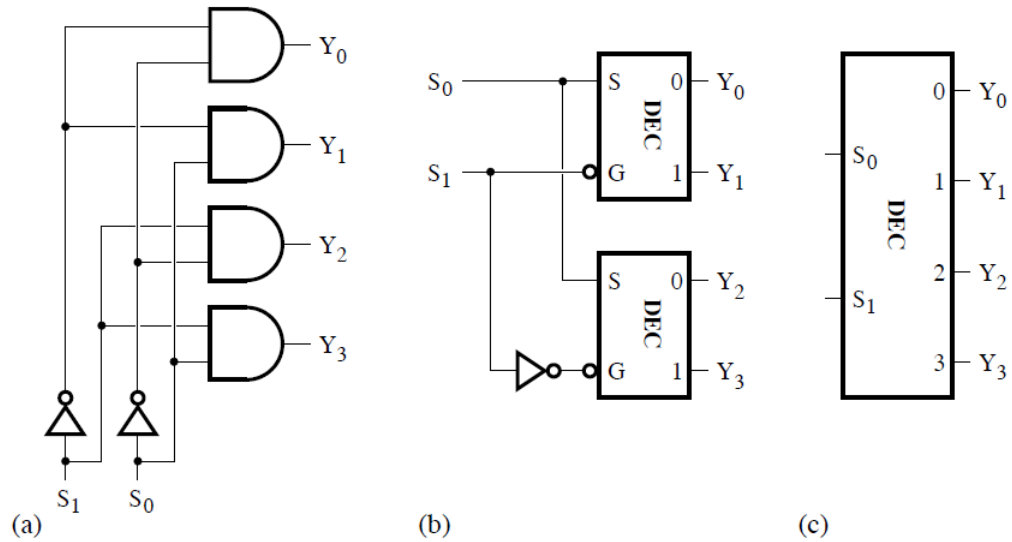 Y0
Y1
Y2
Y3
S1 S0
(a)
S0
S1
S 0 Y0
DEC
G 1 Y1
S 0 Y2
DEC
G 1 Y3
(b)
0 Y0
S0
1 Y1
DEC
2 Y2
S1
3 Y3
(c)